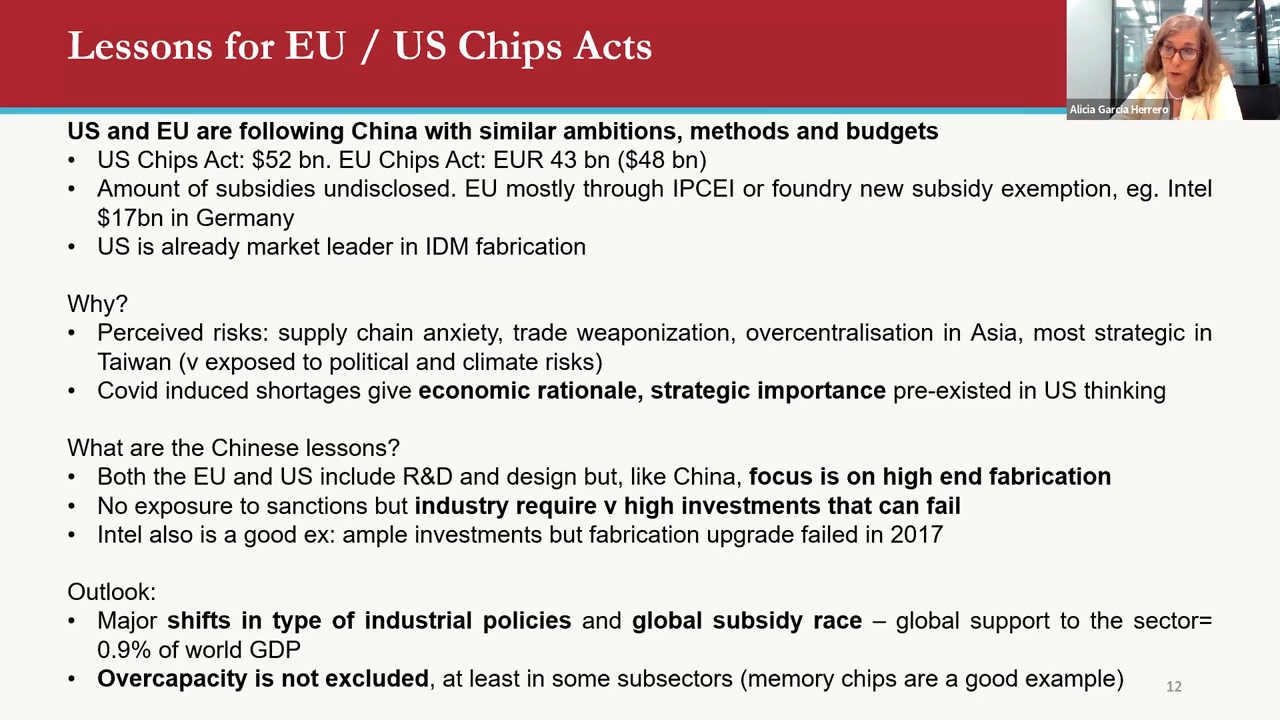 Lessons for EU / US Chips Acts
Alicia García Herrero
US and EU are following China with similar ambitions, methods and budgets
• US Chips Act: $52 bn. EU Chips Act: EUR 43 bn ($48 bn)
• Amount of subsidies undisclosed. EU mostly through IPCEI or foundry new subsidy exemption, eg. Intel
$17bn in Germany
• US is already market leader in IDM fabrication
Why?
• Perceived risks: supply chain anxiety, trade weaponization, overcentralisation in Asia, most strategic in
Taiwan (v exposed to political and climate risks)
• Covid induced shortages give economic rationale, strategic importance pre-existed in US thinking
What are the Chinese lessons?
• Both the EU and US include R&D and design but, like China, focus is on high end fabrication
• No exposure to sanctions but industry require v high investments that can fail
• Intel also is a good ex: ample investments but fabrication upgrade failed in 2017
Outlook:
• Major shifts in type of industrial policies and global subsidy race – global support to the sector=
0.9% of world GDP
• Overcapacity is not excluded, at least in some subsectors (memory chips are a good example)
12